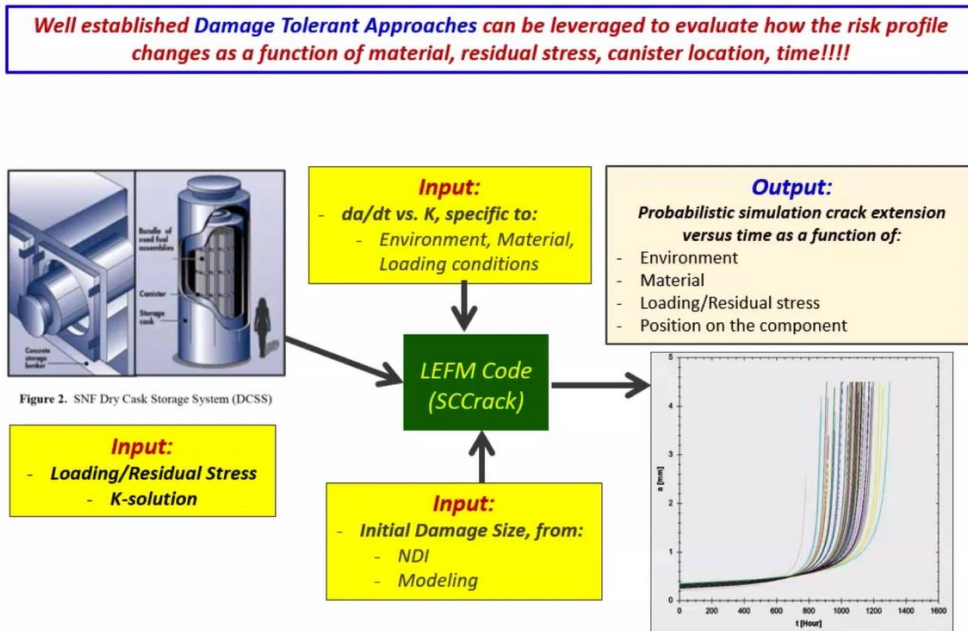 Well established Damage Tolerant Approaches can be leveraged to evaluate how the risk profile
changes as a function of material, residual stress, canister location, time!!!!
Bundle of
used fuel
assemblies
Canister
Storage
cask
Concrete
storage
bunker
Figure 2. SNF Dry Cask Storage System (DCSS)
Input:
- Loading/Residual Stress
- K-solution
Input:
- da/dt vs. K, specific to:
- Environment, Material,
Loading conditions
LEFM Code
(SCCrack)
Input:
- Initial Damage Size, from:
- NDI
- Modeling
Output:
Probabilistic simulation crack extension
versus time as a function of:
- Environment
- Material
- Loading/Residual stress
- Position on the component
5
4
3
2
1
0
a [mm]
0 200 400 600 800 1000 1200 1400 1600
t [Hour]